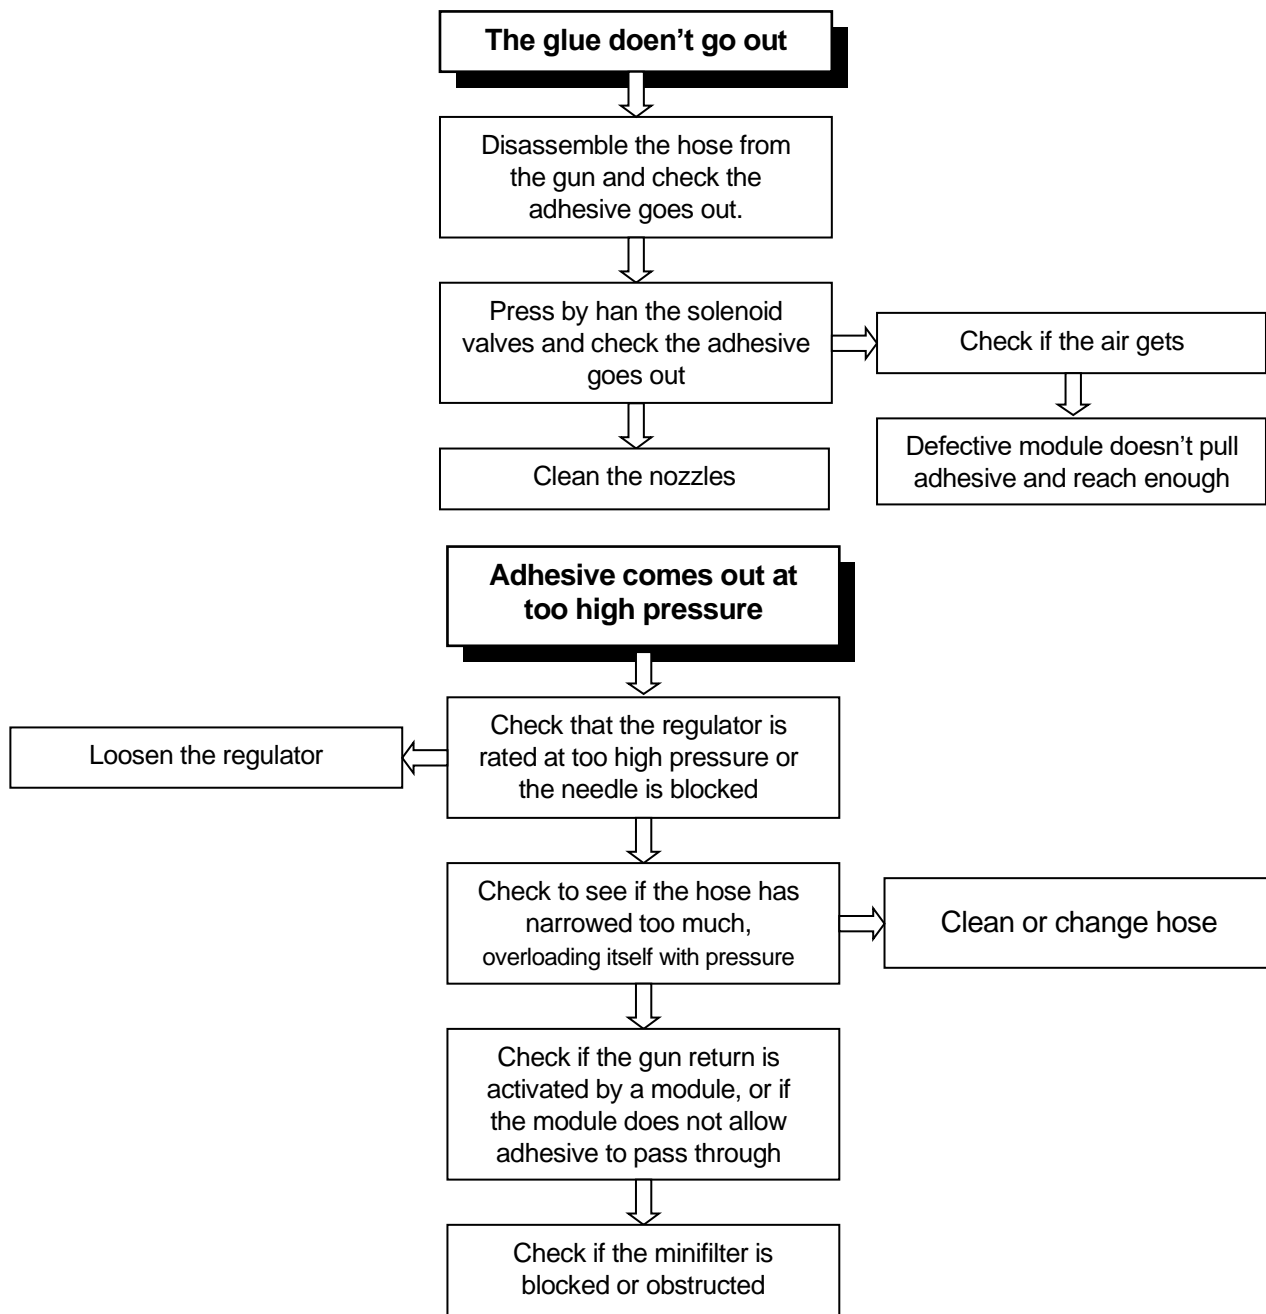 The glue doen't go out
Disassemble the hose from
the gun and check the
adhesive goes out.
Press by han the solenoid
valves and check the adhesive
goes out
Check if the air gets
Defective module doesn’t pull
adhesive and reach enough
Clean the nozzles
Adhesive comes out at
too high pressure
Check that the regulator is
rated at too high pressure or
the needle is blocked
Loosen the regulator
Check to see if the hose has
narrowed too much,
overloading itself with pressure
Clean or change hose
Check if the gun return is
activated by a module, or if
the module does not allow
adhesive to pass through
Check if the minifilter is
blocked or obstructed